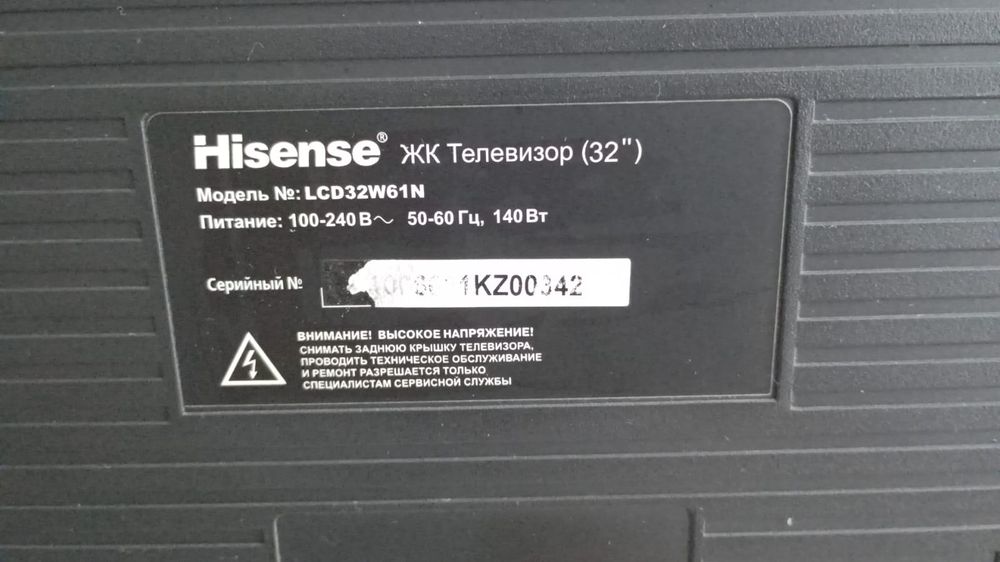 Hisense® ЖК Телевизор (32")
Модель №: LCD32W61N
Питание: 100-240 В~ 50-60 Гц, 140 Вт
Серийный №
ВНИМАНИЕ! ВЫСОКОЕ НАПРЯЖЕНИЕ!
СНИМАТЬ ЗАДНЮЮ КРЫШКУ ТЕЛЕВИЗОРА,
ПРОВОДИТЬ ТЕХНИЧЕСКОЕ ОБСЛУЖИВАНИЕ
И РЕМОНТ РАЗРЕШАЕТСЯ ТОЛЬКО
СПЕЦИАЛИСТАМ СЕРВИСНОЙ СЛУЖБЫ